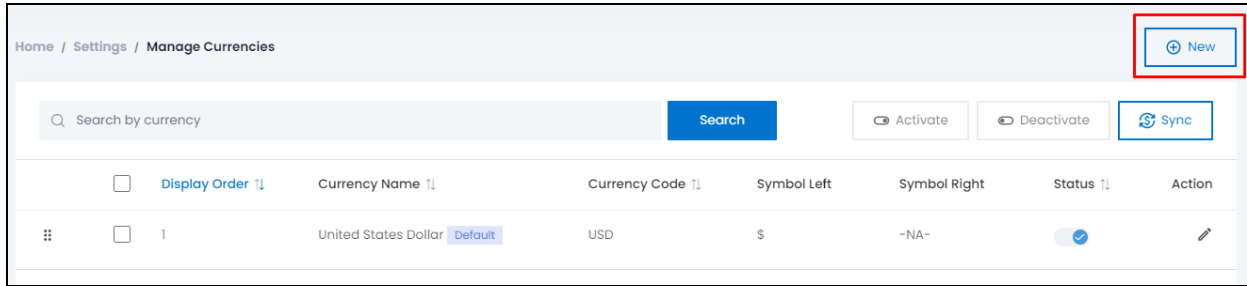 Home / Settings / Manage Currencies New
Search by currency Search Activate Deactivate Sync
Display Order Currency Name Currency Code Symbol Left Symbol Right Status Action
1 United States Dollar Default USD $ -NA-